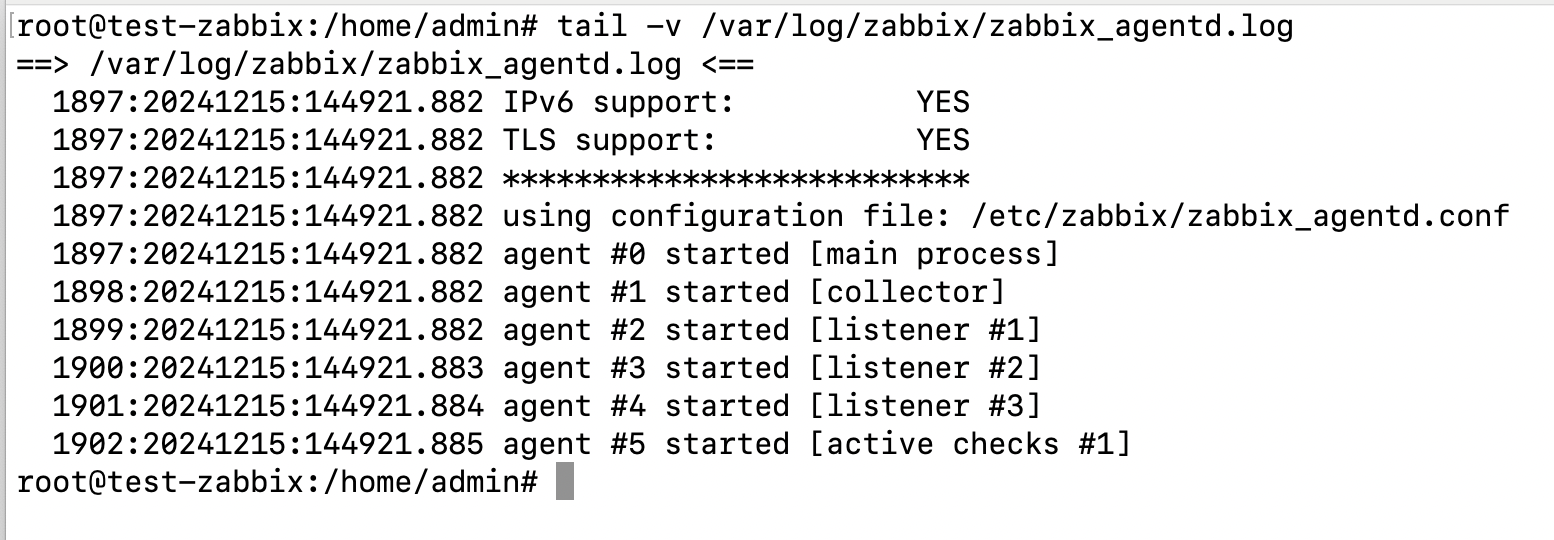 [root@test-zabbix:/home/admin# tail -v /var/log/zabbix/zabbix_agentd.log
==> /var/log/zabbix/zabbix_agentd.log <==
  1897:20241215:144921.882 IPv6 support:          YES
  1897:20241215:144921.882 TLS support:           YES
  1897:20241215:144921.882 **************************
  1897:20241215:144921.882 using configuration file: /etc/zabbix/zabbix_agentd.conf
  1897:20241215:144921.882 agent #0 started [main process]
  1898:20241215:144921.882 agent #1 started [collector]
  1899:20241215:144921.882 agent #2 started [listener #1]
  1900:20241215:144921.883 agent #3 started [listener #2]
  1901:20241215:144921.884 agent #4 started [listener #3]
  1902:20241215:144921.885 agent #5 started [active checks #1]
root@test-zabbix:/home/admin#